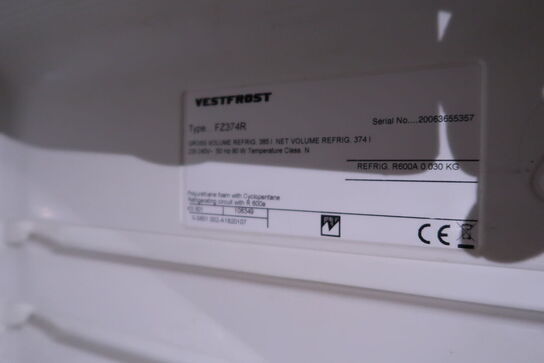 VESTFROST
Type.. FZ374R
Serial No....20063655357
GROSS VOLUME REFRIG. 385 l NET VOLUME REFRIG. 374 l
220-240V~ 50 Hz 80 W Temperature Class N
REFRIG. R600A 0.030 KG
Polyurethane foam with Cyclopentane
Refrigerating circuit with R 600a
106349
CE